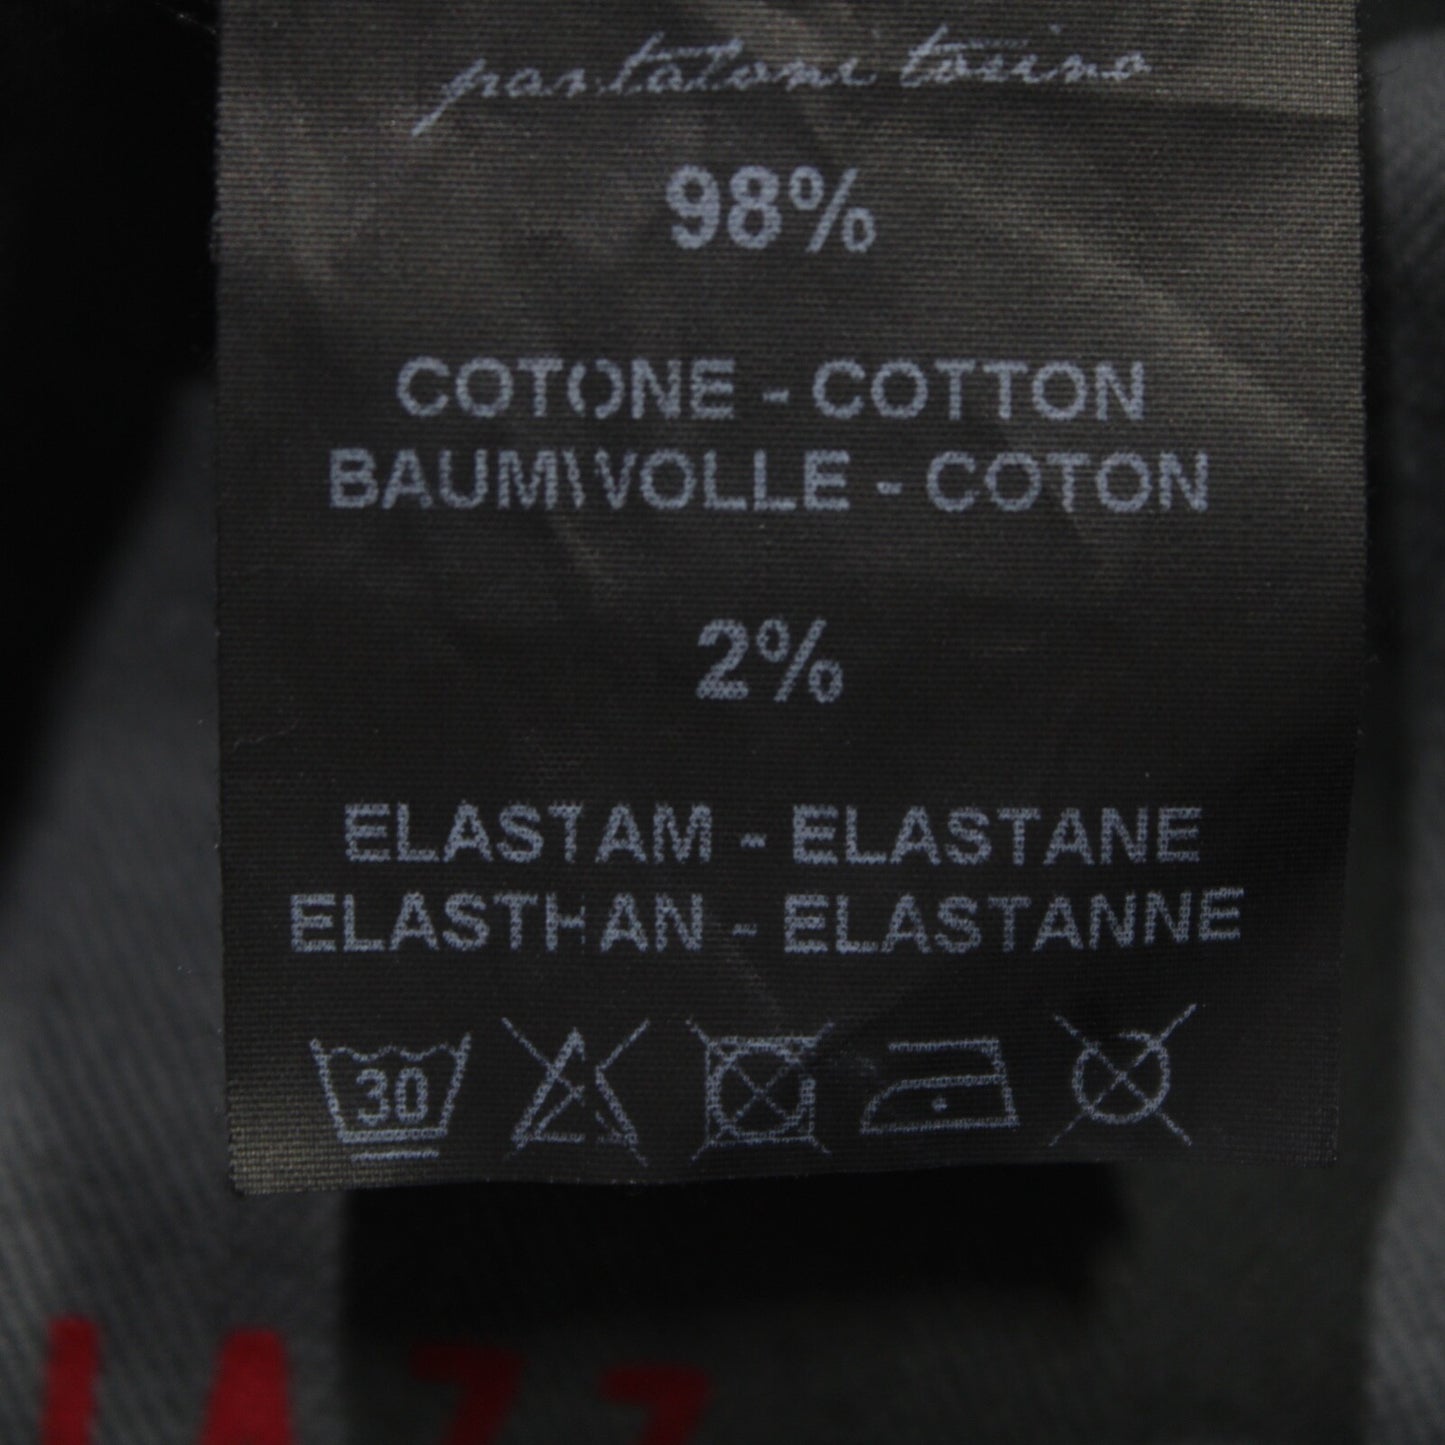 pantaloni torino
98%
COTONE - COTTON
BAUMWOLLE - COTON
2%
ELASTAM - ELASTANE
ELASTHAN - ELASTANNE
30